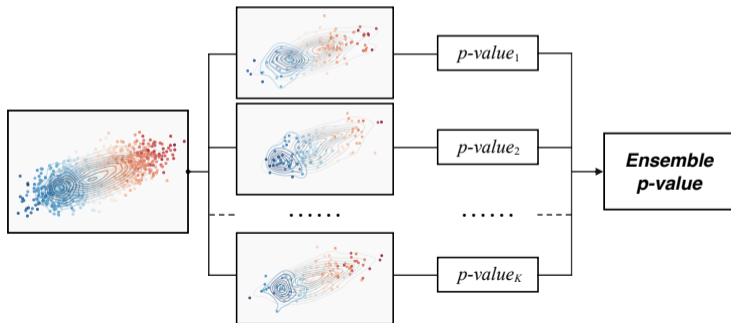 p-value₁
p-value₂
Ensemble
p-value
......
......
p-valueK